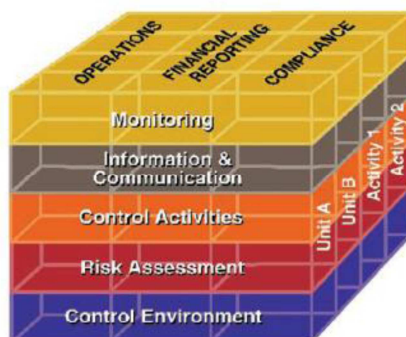 OPERATIONS
FINANCIAL
REPORTING
COMPLIANCE
Monitoring
Information &
Communication
Control Activities
Risk Assessment
Control Environment
Unit A
Unit B
Activity 1
Activity 2